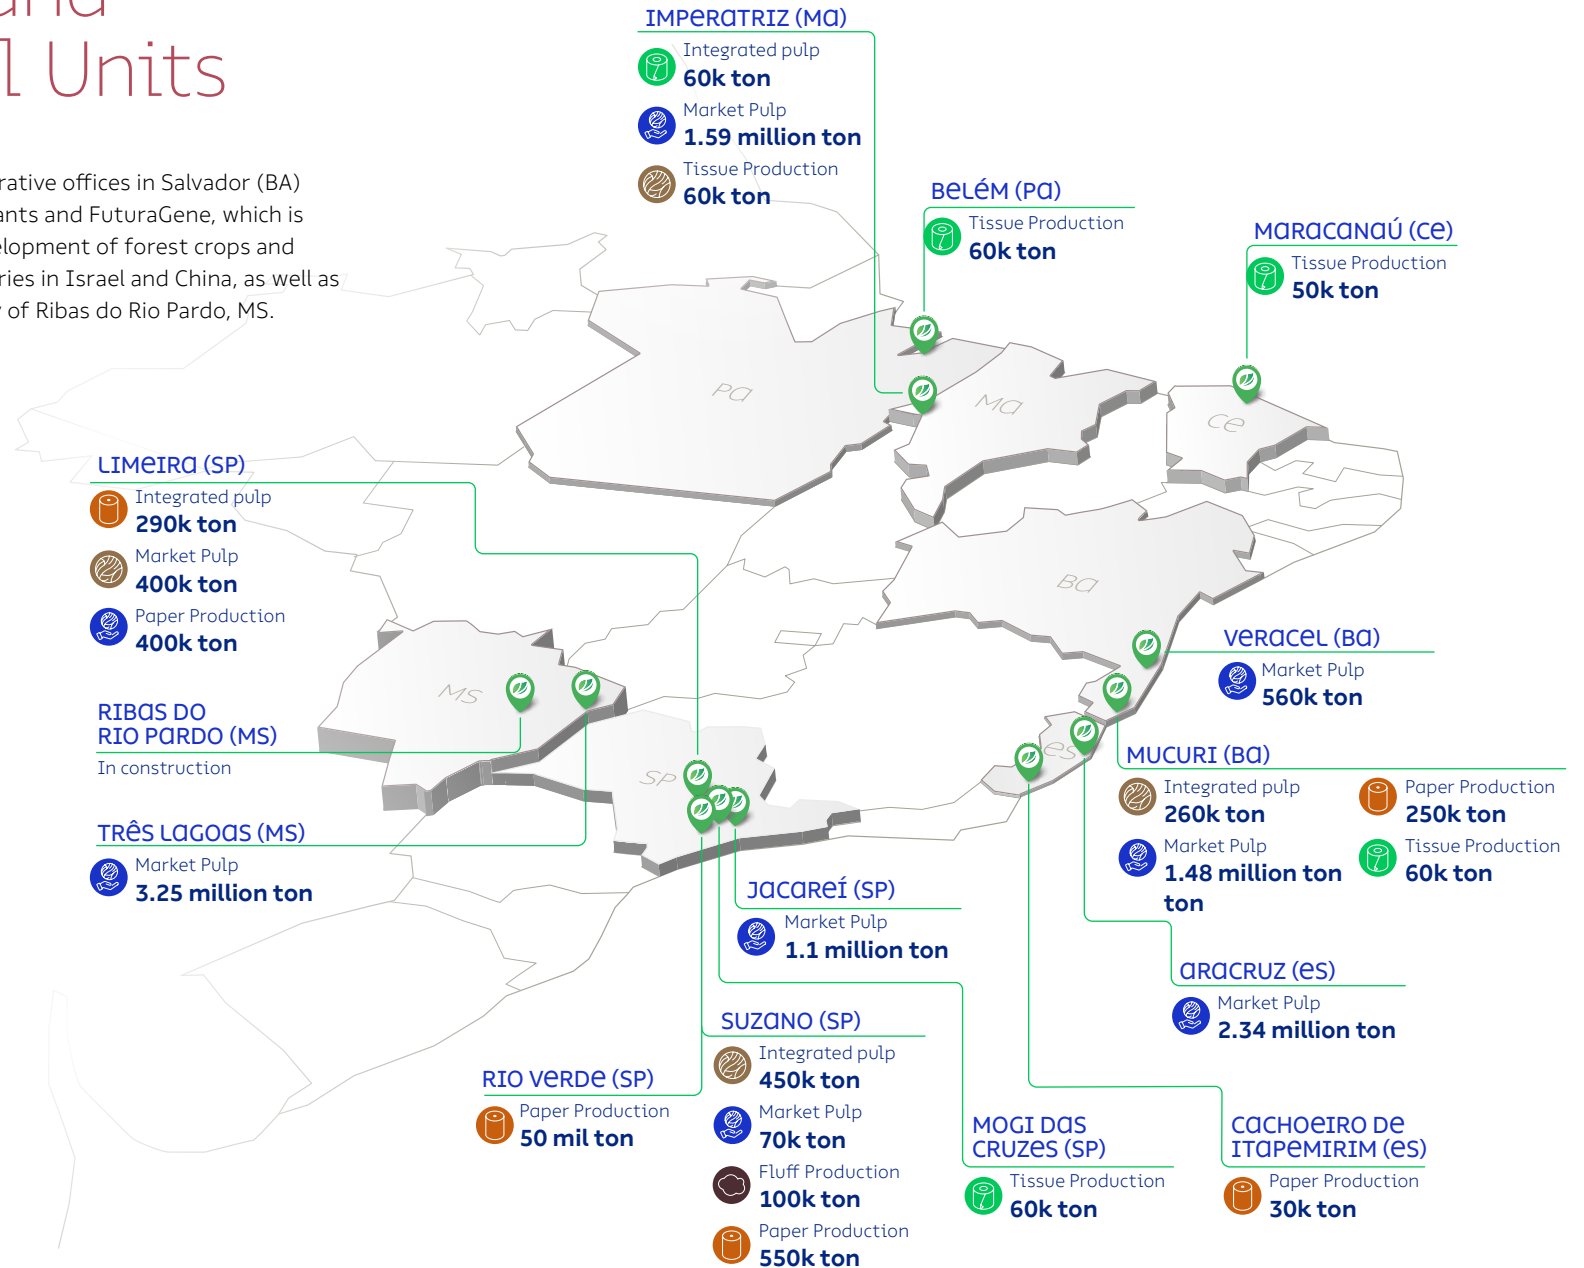 and
l Units
rative offices in Salvador (BA)
ants and FuturaGene, which is
elopment of forest crops and
ries in Israel and China, as well as
of Ribas do Rio Pardo, MS.
IMPERATRIZ (MA)
Integrated pulp
60k ton
Market Pulp
1.59 million ton
Tissue Production
60k ton
BELÉM (PA)
Tissue Production
60k ton
MARACANAÚ (CE)
Tissue Production
50k ton
PA
MA
CE
BA
MS
SP
ES
LIMEIRA (SP)
Integrated pulp
290k ton
Market Pulp
400k ton
Paper Production
400k ton
RIBAS DO
RIO PARDO (MS)
In construction
TRÊS LAGOAS (MS)
Market Pulp
3.25 million ton
VERACEL (BA)
Market Pulp
560k ton
MUCURI (BA)
Integrated pulp
260k ton
Paper Production
250k ton
Market Pulp
1.48 million ton
ton
Tissue Production
60k ton
JACAREÍ (SP)
Market Pulp
1.1 million ton
ARACRUZ (ES)
Market Pulp
2.34 million ton
SUZANO (SP)
Integrated pulp
450k ton
Market Pulp
70k ton
Fluff Production
100k ton
Paper Production
550k ton
RIO VERDE (SP)
Paper Production
50 mil ton
MOGI DAS
CRUZES (SP)
Tissue Production
60k ton
CACHOEIRO DE
ITAPEMIRIM (ES)
Paper Production
30k ton